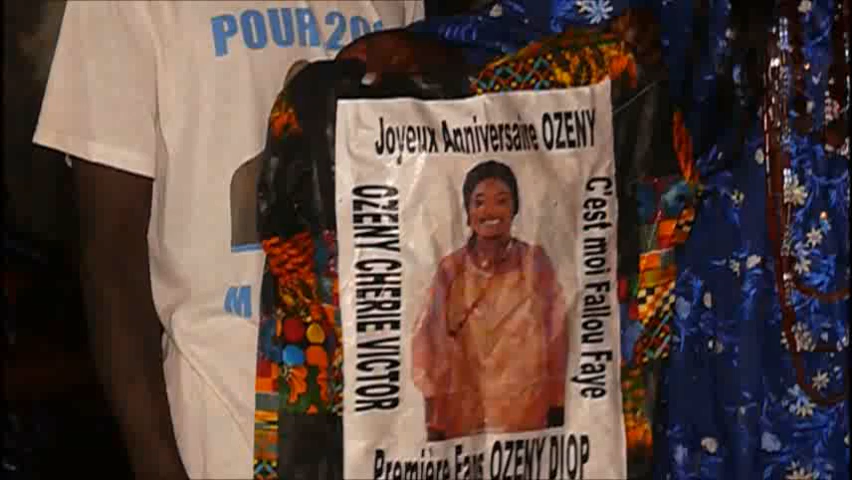 POUR 20
Joyeux Anniversaire OZENY
OZENY CHERIE VICTOR
C'est moi Fallou Faye
M
Première Fans OZENY DIOP